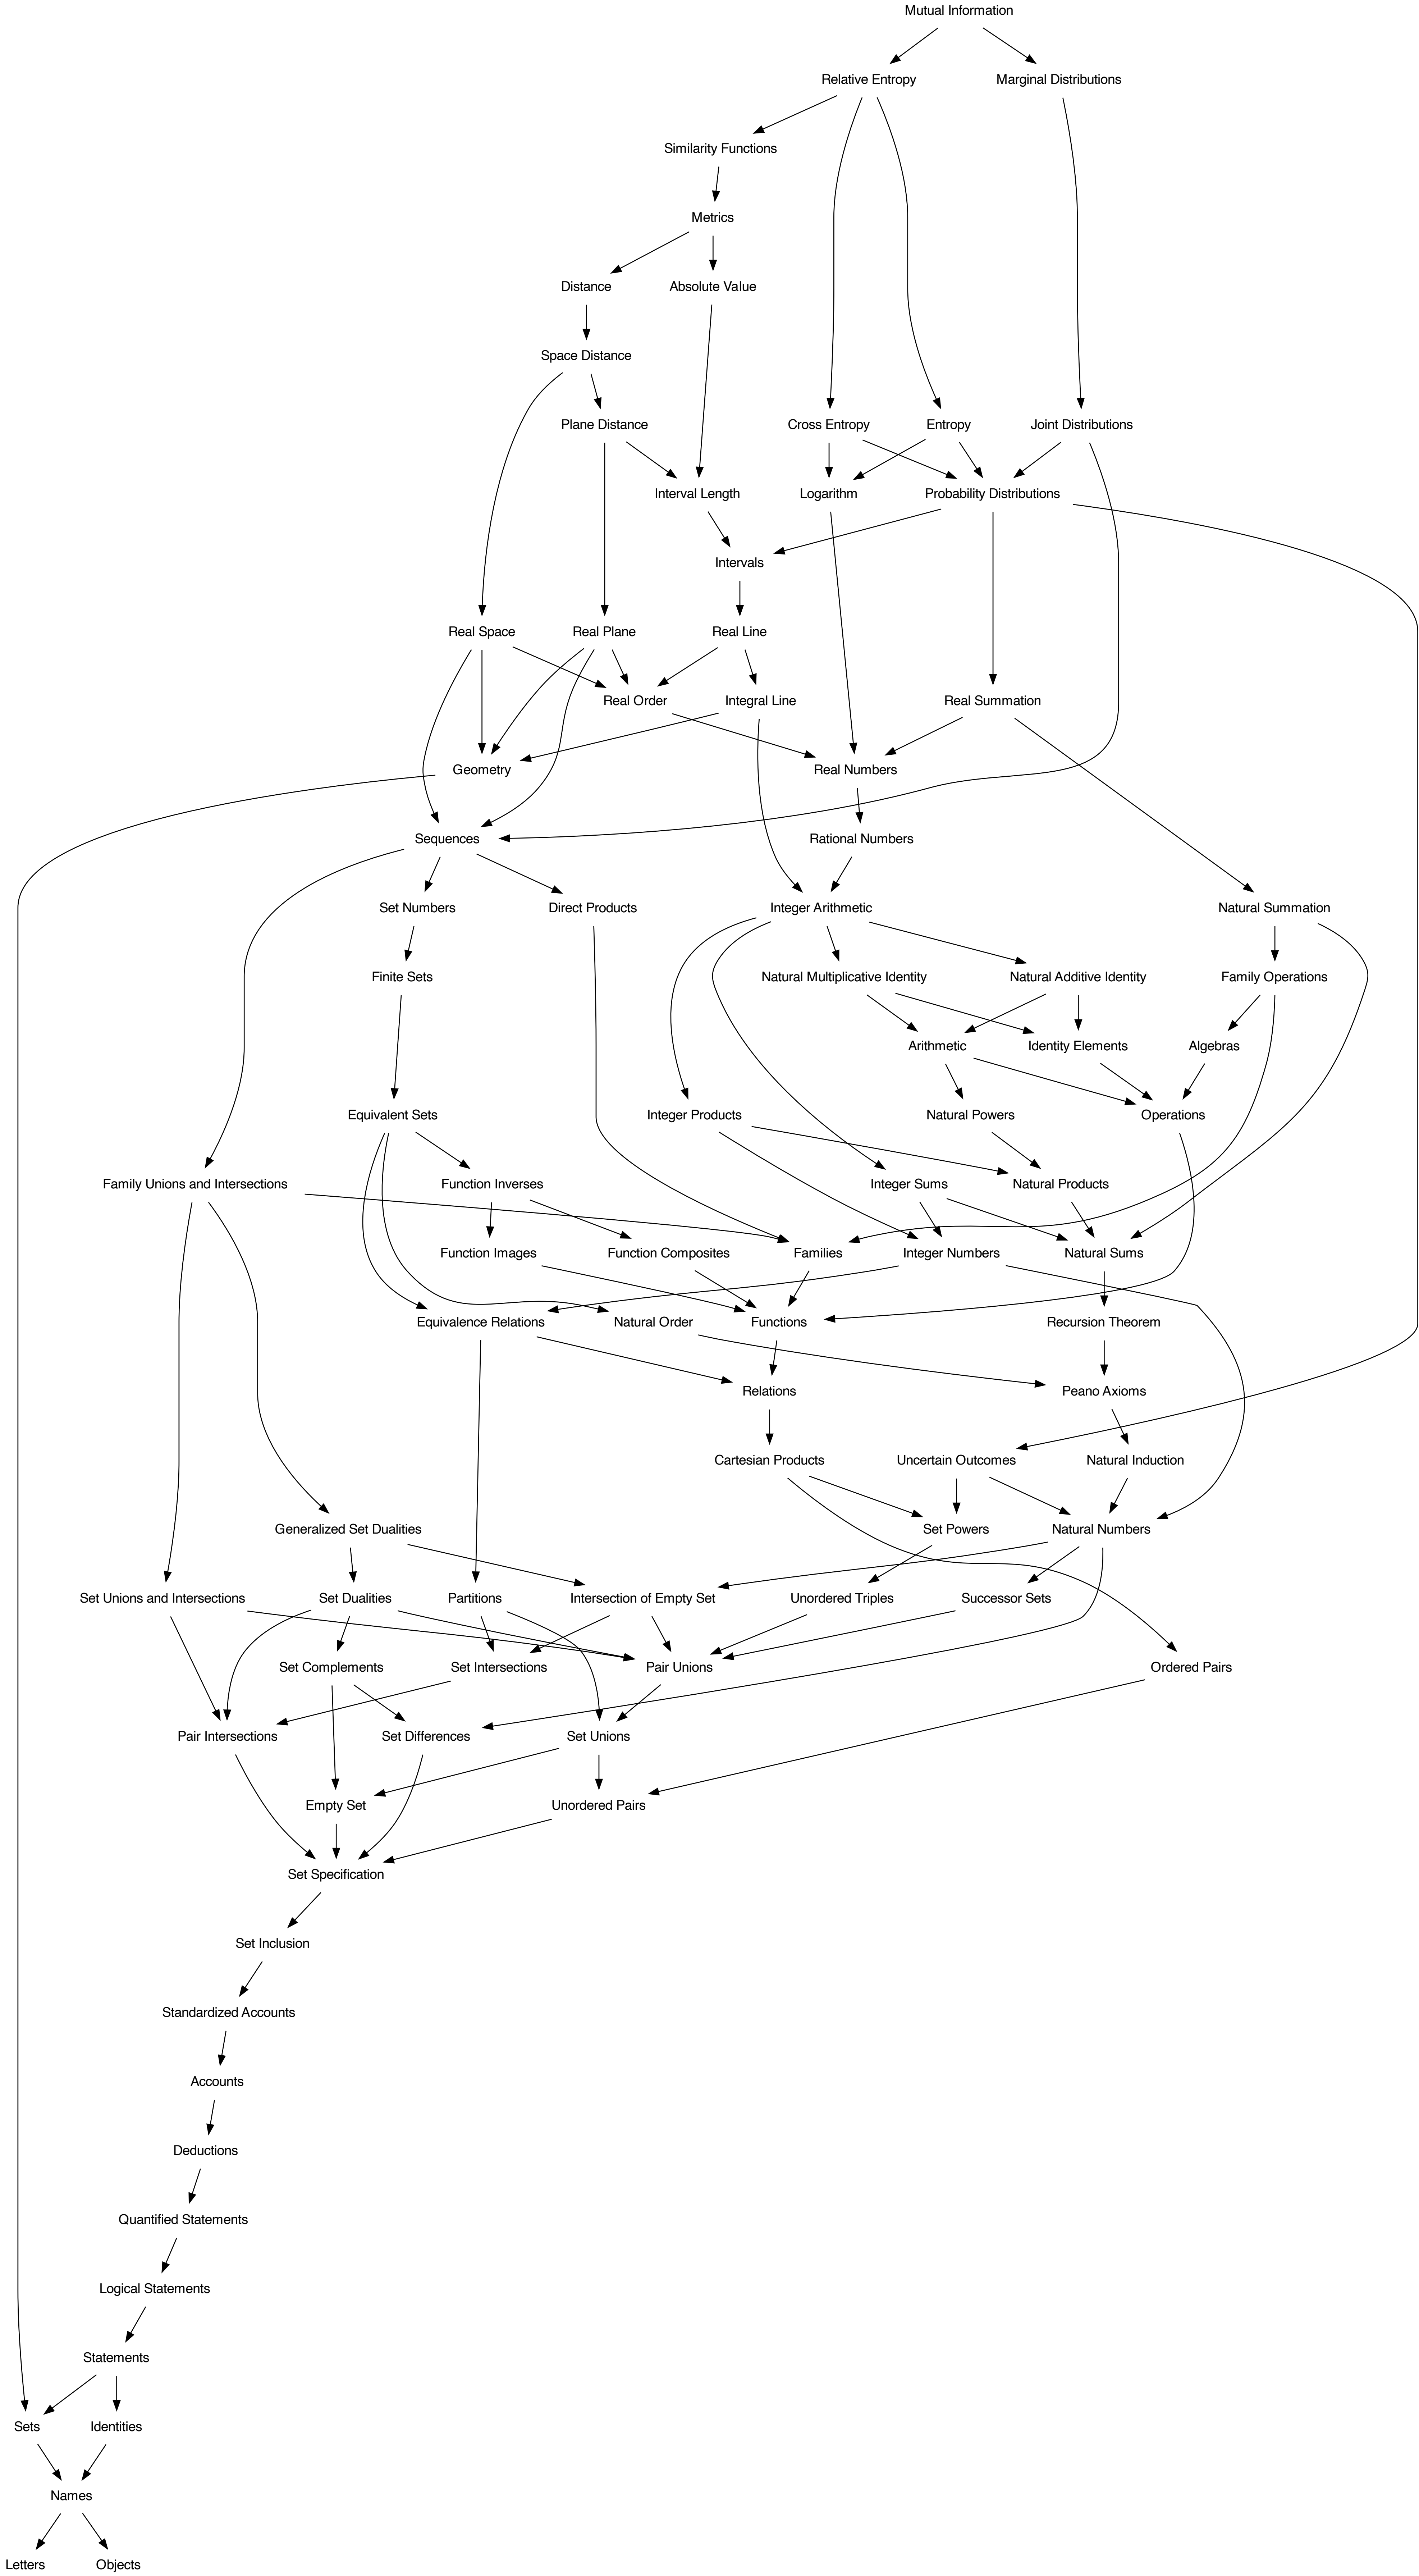 Mutual Information
Relative Entropy
Marginal Distributions
Similarity Functions
Metrics
Distance
Absolute Value
Space Distance
Plane Distance
Cross Entropy
Entropy
Joint Distributions
Interval Length
Logarithm
Probability Distributions
Intervals
Real Space
Real Plane
Real Line
Real Order
Integral Line
Real Summation
Geometry
Real Numbers
Sequences
Rational Numbers
Set Numbers
Direct Products
Integer Arithmetic
Natural Summation
Finite Sets
Natural Multiplicative Identity
Natural Additive Identity
Family Operations
Arithmetic
Identity Elements
Algebras
Equivalent Sets
Integer Products
Natural Powers
Operations
Family Unions and Intersections
Function Inverses
Integer Sums
Natural Products
Function Images
Function Composites
Families
Integer Numbers
Natural Sums
Equivalence Relations
Natural Order
Functions
Recursion Theorem
Relations
Peano Axioms
Cartesian Products
Uncertain Outcomes
Natural Induction
Generalized Set Dualities
Set Powers
Natural Numbers
Set Unions and Intersections
Set Dualities
Partitions
Intersection of Empty Set
Unordered Triples
Successor Sets
Set Complements
Set Intersections
Pair Unions
Ordered Pairs
Pair Intersections
Set Differences
Set Unions
Empty Set
Unordered Pairs
Set Specification
Set Inclusion
Standardized Accounts
Accounts
Deductions
Quantified Statements
Logical Statements
Statements
Sets
Identities
Names
Letters
Objects